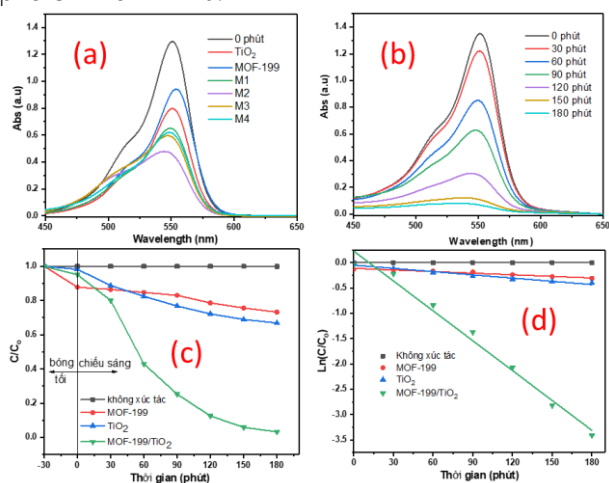 (a)
0 phút
TiO2
MOF-199
M1
M2
M3
M4
Abs (a.u)
1.4
1.2
1.0
0.8
0.6
0.4
0.2
0.0
450 500 550 600 650
Wavelength (nm)
(b)
0 phút
30 phút
60 phút
90 phút
120 phút
150 phút
180 phút
Abs (a.u)
1.4
1.2
1.0
0.8
0.6
0.4
0.2
0.0
450 500 550 600 650
Wavelength (nm)
(c)
C/Co
1.0
0.8
0.6
0.4
0.2
0.0
bóng chiếu sáng
tối
không xúc tác
MOF-199
TiO2
MOF-199/TiO2
-30 0 30 60 90 120 150 180
Thời gian (phút)
(d)
Ln(C/Co)
0.0
-0.5
-1.0
-1.5
-2.0
-2.5
-3.0
-3.5
Không xúc tác
MOF-199
TiO2
MOF-199/TiO2
0 30 60 90 120 150 180
Thời gian (phút)